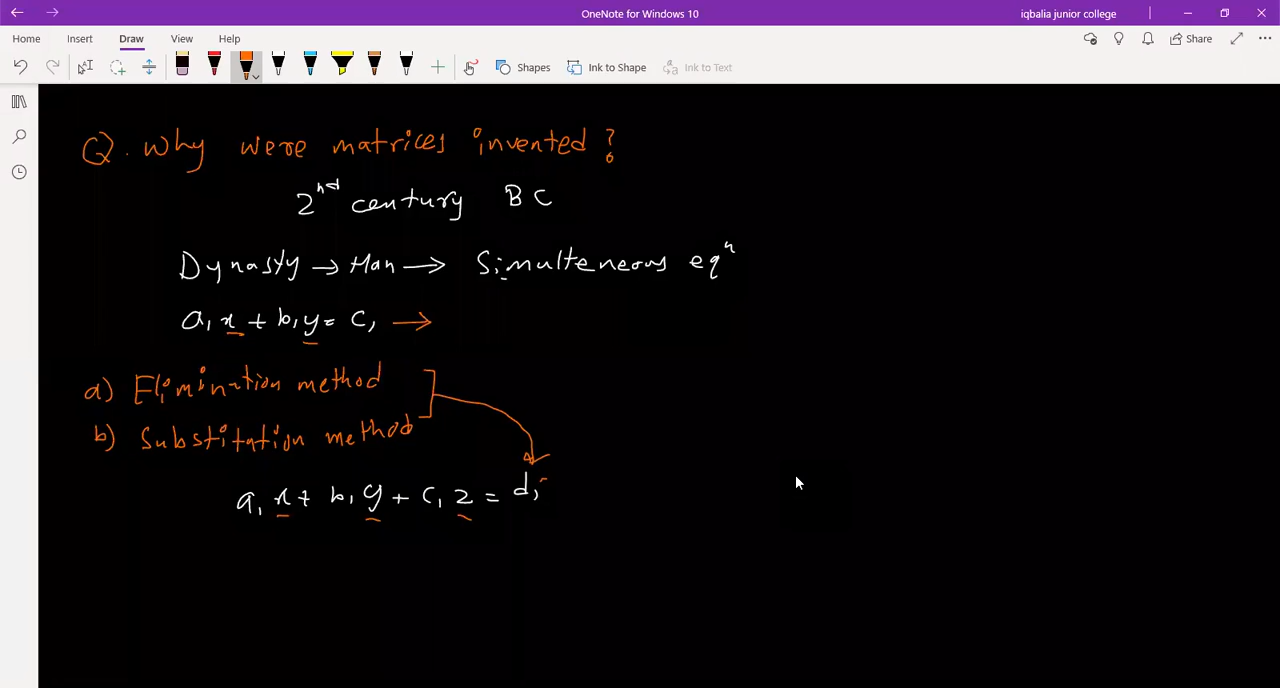 OneNote for Windows 10
iqbalia junior college
Home Insert Draw View Help
Share
Shapes Ink to Shape Ink to Text
Q. Why were matrices invented?
2nd century BC
Dynasty → Han → Simulteneous eqn
a₁x + b₁y = c₁ →
a) Elimination method
b) Substitution method
a₁x + b₁y + c₁z = d₁